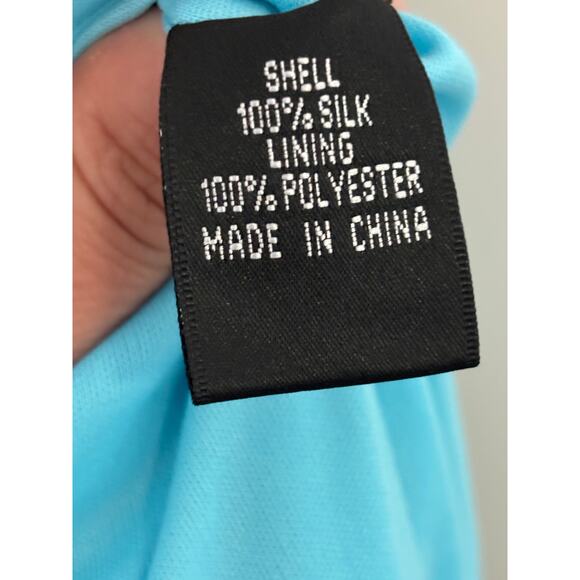 SHELL
100% SILK
LINING
100% POLYESTER
MADE IN CHINA